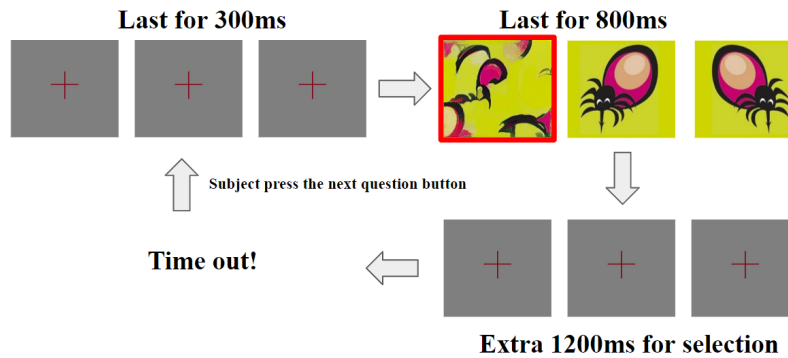 Last for 300ms
Last for 800ms
Subject press the next question button
Time out!
Extra 1200ms for selection